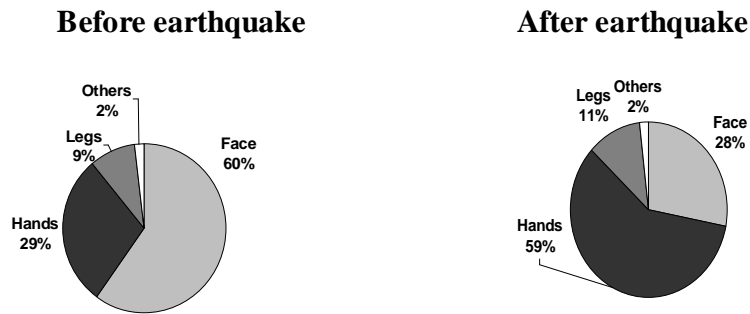 Before earthquake
Others
2%
Legs
9%
Face
60%
Hands
29%
After earthquake
Legs
11%
Others
2%
Face
28%
Hands
59%